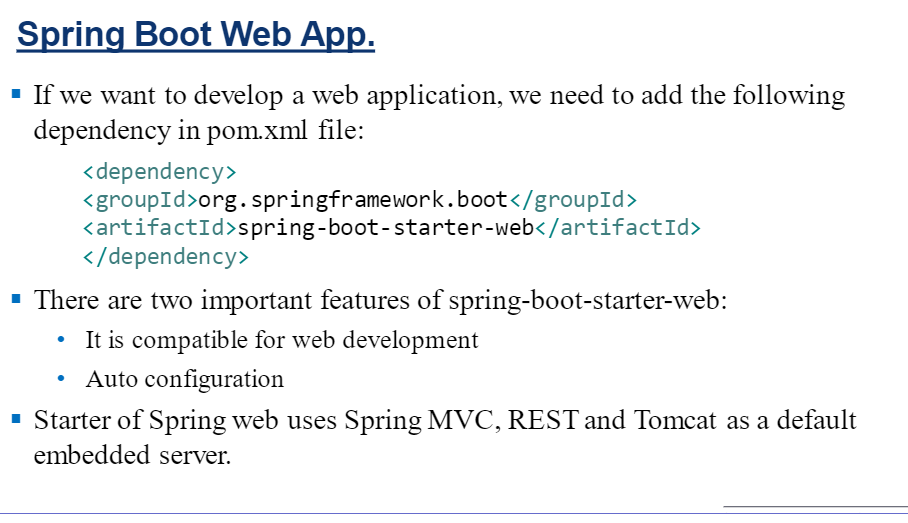 Spring Boot Web App.
▪ If we want to develop a web application, we need to add the following
dependency in pom.xml file:
<dependency>
<groupId>org.springframework.boot</groupId>
<artifactId>spring-boot-starter-web</artifactId>
</dependency>
▪ There are two important features of spring-boot-starter-web:
• It is compatible for web development
• Auto configuration
▪ Starter of Spring web uses Spring MVC, REST and Tomcat as a default
embedded server.